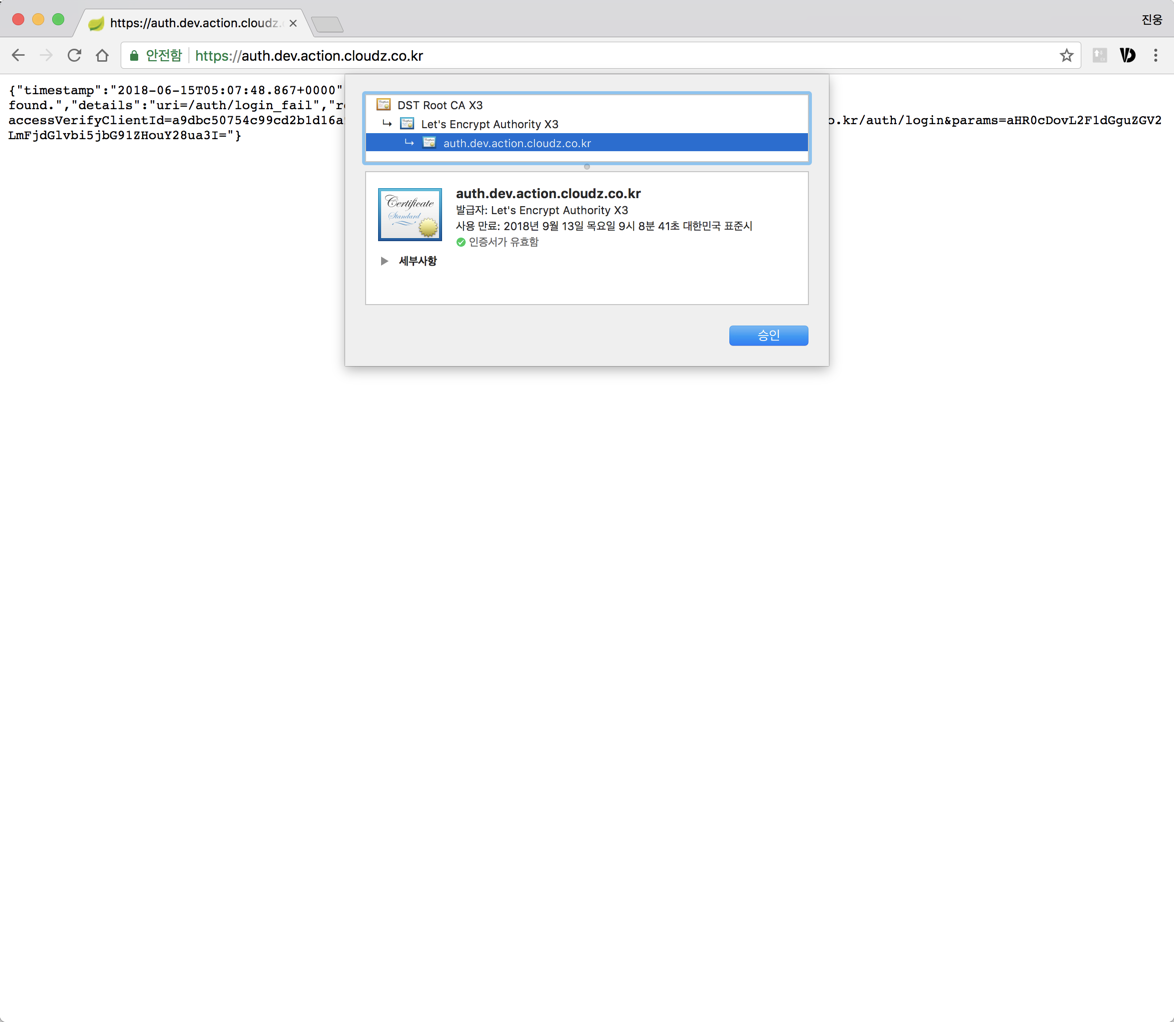 https://auth.dev.action.cloudz.
진웅
안전함 https://auth.dev.action.cloudz.co.kr
{"timestamp":"2018-06-15T05:07:48.867+0000"
found.","details":"uri=/auth/login_fail","re
accessVerifyClientId=a9dbc50754c99cd2b1d16a
o.kr/auth/login&params=aHR0cDovL2F1dGguZGV2
LmFjdGlvbi5jbG91ZHouY28ua3I="}
DST Root CA X3
Let's Encrypt Authority X3
auth.dev.action.cloudz.co.kr
Certificate
Standard
auth.dev.action.cloudz.co.kr
발급자: Let's Encrypt Authority X3
사용 만료: 2018년 9월 13일 목요일 9시 8분 41초 대한민국 표준시
인증서가 유효함
세부사항
승인